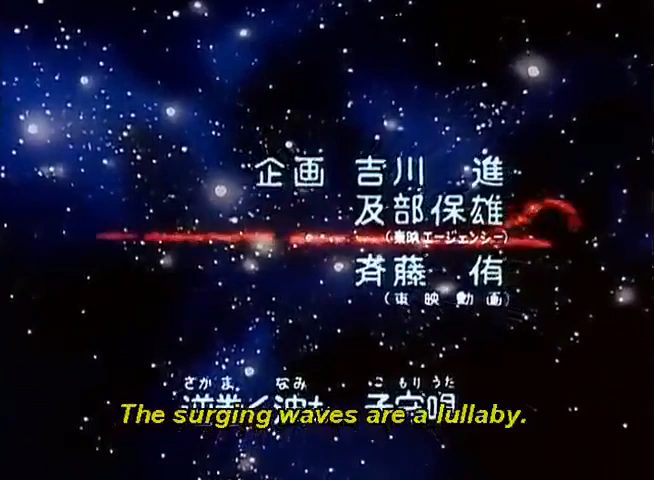 企画 吉川 進
及部保雄
(東映エージェンシー)
斉藤 侑
(東映動画)
さかま なみ こもりうた
逆巻く波も 子守唄
The surging waves are a lullaby.